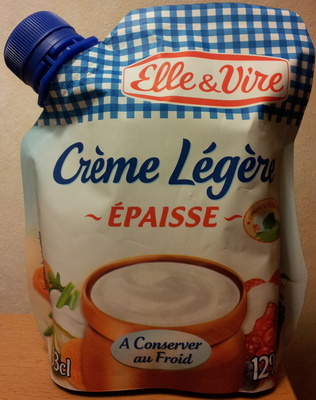 Elle & Vire
Crème Légère
~ ÉPAISSE ~
A Conserver
au Froid